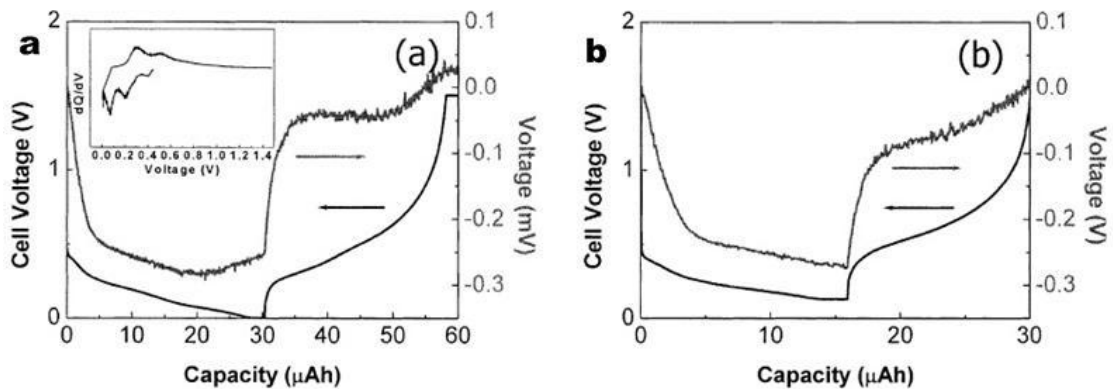 a
(a)
2
1
0
Cell Voltage (V)
0.1
0.0
-0.1
-0.2
-0.3
Voltage (mV)
0 10 20 30 40 50 60
Capacity (μAh)
dQ/dV
0.0 0.2 0.4 0.6 0.8 1.0 1.2 1.4
Voltage (V)
b
(b)
2
1
0
Cell Voltage (V)
0.1
0.0
-0.1
-0.2
-0.3
Voltage (V)
0 10 20 30
Capacity (μAh)